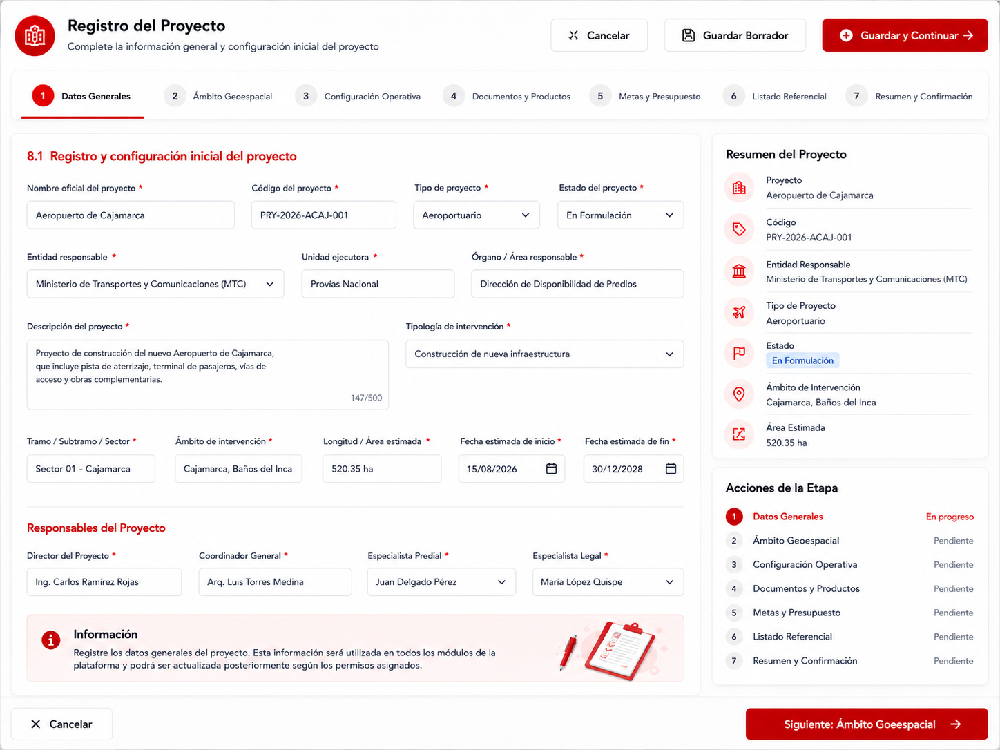 Registro del Proyecto
Complete la información general y configuración inicial del proyecto
Cancelar
Guardar Borrador
Guardar y Continuar
1 Datos Generales
2 Ámbito Geoespacial
3 Configuración Operativa
4 Documentos y Productos
5 Metas y Presupuesto
6 Listado Referencial
7 Resumen y Confirmación
8.1 Registro y configuración inicial del proyecto
Nombre oficial del proyecto *
Código del proyecto *
Tipo de proyecto *
Estado del proyecto *
Aeropuerto de Cajamarca
PRY-2026-ACAJ-001
Aeroportuario
En Formulación
Entidad responsable *
Unidad ejecutora *
Órgano / Área responsable *
Ministerio de Transportes y Comunicaciones (MTC)
Provías Nacional
Dirección de Disponibilidad de Predios
Descripción del proyecto *
Tipología de intervención *
Proyecto de construcción del nuevo Aeropuerto de Cajamarca,
que incluye pista de aterrizaje, terminal de pasajeros, vías de
acceso y obras complementarias.
147/500
Construcción de nueva infraestructura
Tramo / Subtramo / Sector *
Ámbito de intervención *
Longitud / Área estimada *
Fecha estimada de inicio *
Fecha estimada de fin *
Sector 01 - Cajamarca
Cajamarca, Baños del Inca
520.35 ha
15/08/2026
30/12/2028
Responsables del Proyecto
Director del Proyecto *
Coordinador General *
Especialista Predial *
Especialista Legal *
Ing. Carlos Ramírez Rojas
Arq. Luis Torres Medina
Juan Delgado Pérez
María López Quispe
Información
Registre los datos generales del proyecto. Esta información será utilizada en todos los módulos de la
plataforma y podrá ser actualizada posteriormente según los permisos asignados.
Resumen del Proyecto
Proyecto
Aeropuerto de Cajamarca
Código
PRY-2026-ACAJ-001
Entidad Responsable
Ministerio de Transportes y Comunicaciones (MTC)
Tipo de Proyecto
Aeroportuario
Estado
En Formulación
Ámbito de Intervención
Cajamarca, Baños del Inca
Área Estimada
520.35 ha
Acciones de la Etapa
1 Datos Generales En progreso
2 Ámbito Geoespacial Pendiente
3 Configuración Operativa Pendiente
4 Documentos y Productos Pendiente
5 Metas y Presupuesto Pendiente
6 Listado Referencial Pendiente
7 Resumen y Confirmación Pendiente
Cancelar
Siguiente: Ámbito Goeespacial